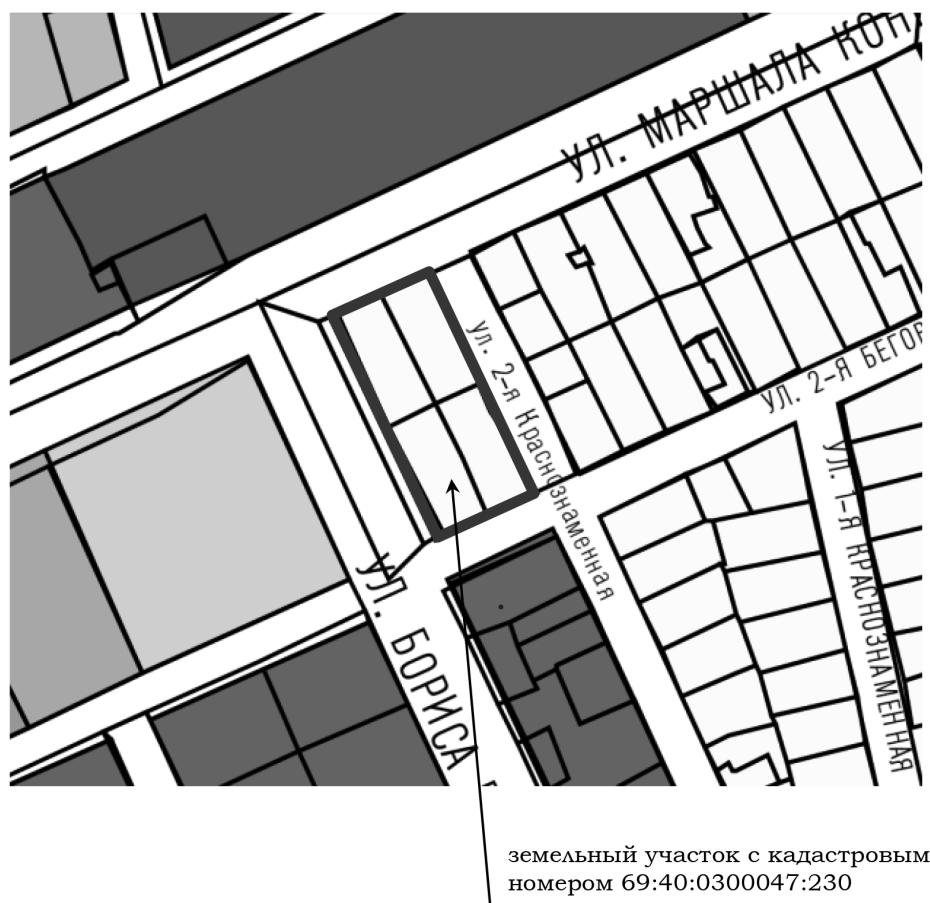 УЛ. МАРШАЛА КОН
ул. 2-я Краснознаменная
УЛ. 2-Я БЕГОВ
УЛ. 1-Я КРАСНОЗНАМЕННАЯ
УЛ. БОРИСА
земельный участок с кадастровым
номером 69:40:0300047:230